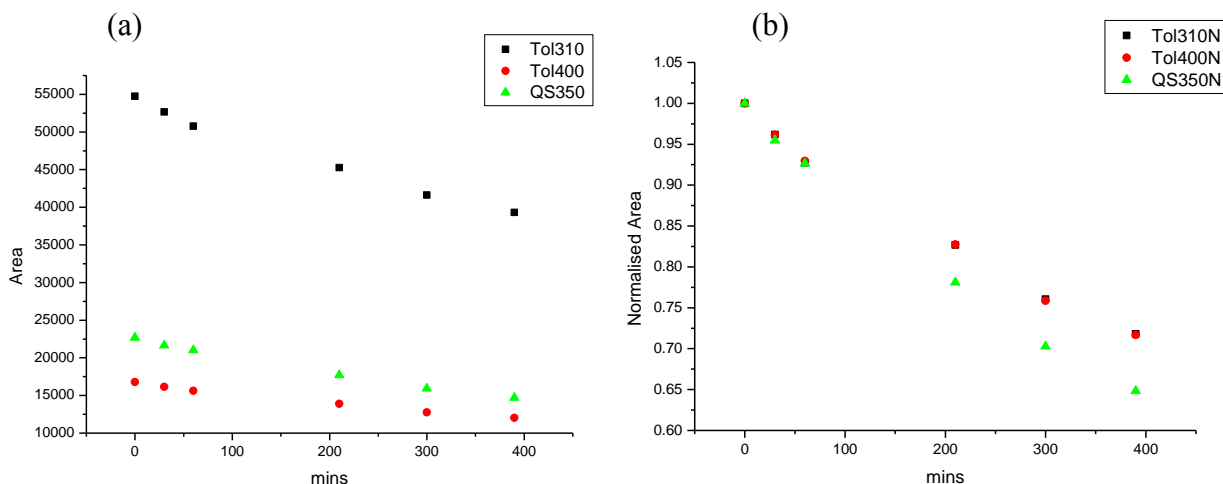 (a)
Tol310
Tol400
QS350
55000
50000
45000
40000
35000
30000
25000
20000
15000
10000
Area
0 100 200 300 400
mins
(b)
Tol310N
Tol400N
QS350N
1.05
1.00
0.95
0.90
0.85
0.80
0.75
0.70
0.65
0.60
Normalised Area
0 100 200 300 400
mins